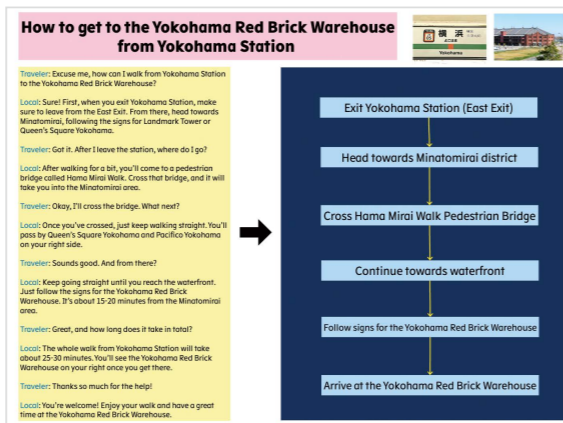 How to get to the Yokohama Red Brick Warehouse
from Yokohama Station
横浜
Yokohama
Traveler: Excuse me, how can I walk from Yokohama Station
to the Yokohama Red Brick Warehouse?
Local: Sure! First, when you exit Yokohama Station, make
sure to leave from the East Exit. From there, head towards
Minatomirai, following the signs for Landmark Tower or
Queen's Square Yokohama.
Traveler: Got it. After I leave the station, where do I go?
Local: After walking for a bit, you'll come to a pedestrian
bridge called Hama Mirai Walk. Cross that bridge, and it will
take you into the Minatomirai area.
Traveler: Okay, I'll cross the bridge. What next?
Local: Once you've crossed, just keep walking straight. You'll
pass by Queen's Square Yokohama and Pacifico Yokohama
on your right side.
Traveler: Sounds good. And from there?
Local: Keep going straight until you reach the waterfront.
Just follow the signs for the Yokohama Red Brick
Warehouse. It's about 15-20 minutes from the Minatomirai
area.
Traveler: Great, and how long does it take in total?
Local: The whole walk from Yokohama Station will take
about 25-30 minutes. You'll see the Yokohama Red Brick
Warehouse on your right once you get there.
Traveler: Thanks so much for the help!
Local: You're welcome! Enjoy your walk and have a great
time at the Yokohama Red Brick Warehouse.
Exit Yokohama Station (East Exit)
Head towards Minatomirai district
Cross Hama Mirai Walk Pedestrian Bridge
Continue towards waterfront
Follow signs for the Yokohama Red Brick Warehouse
Arrive at the Yokohama Red Brick Warehouse